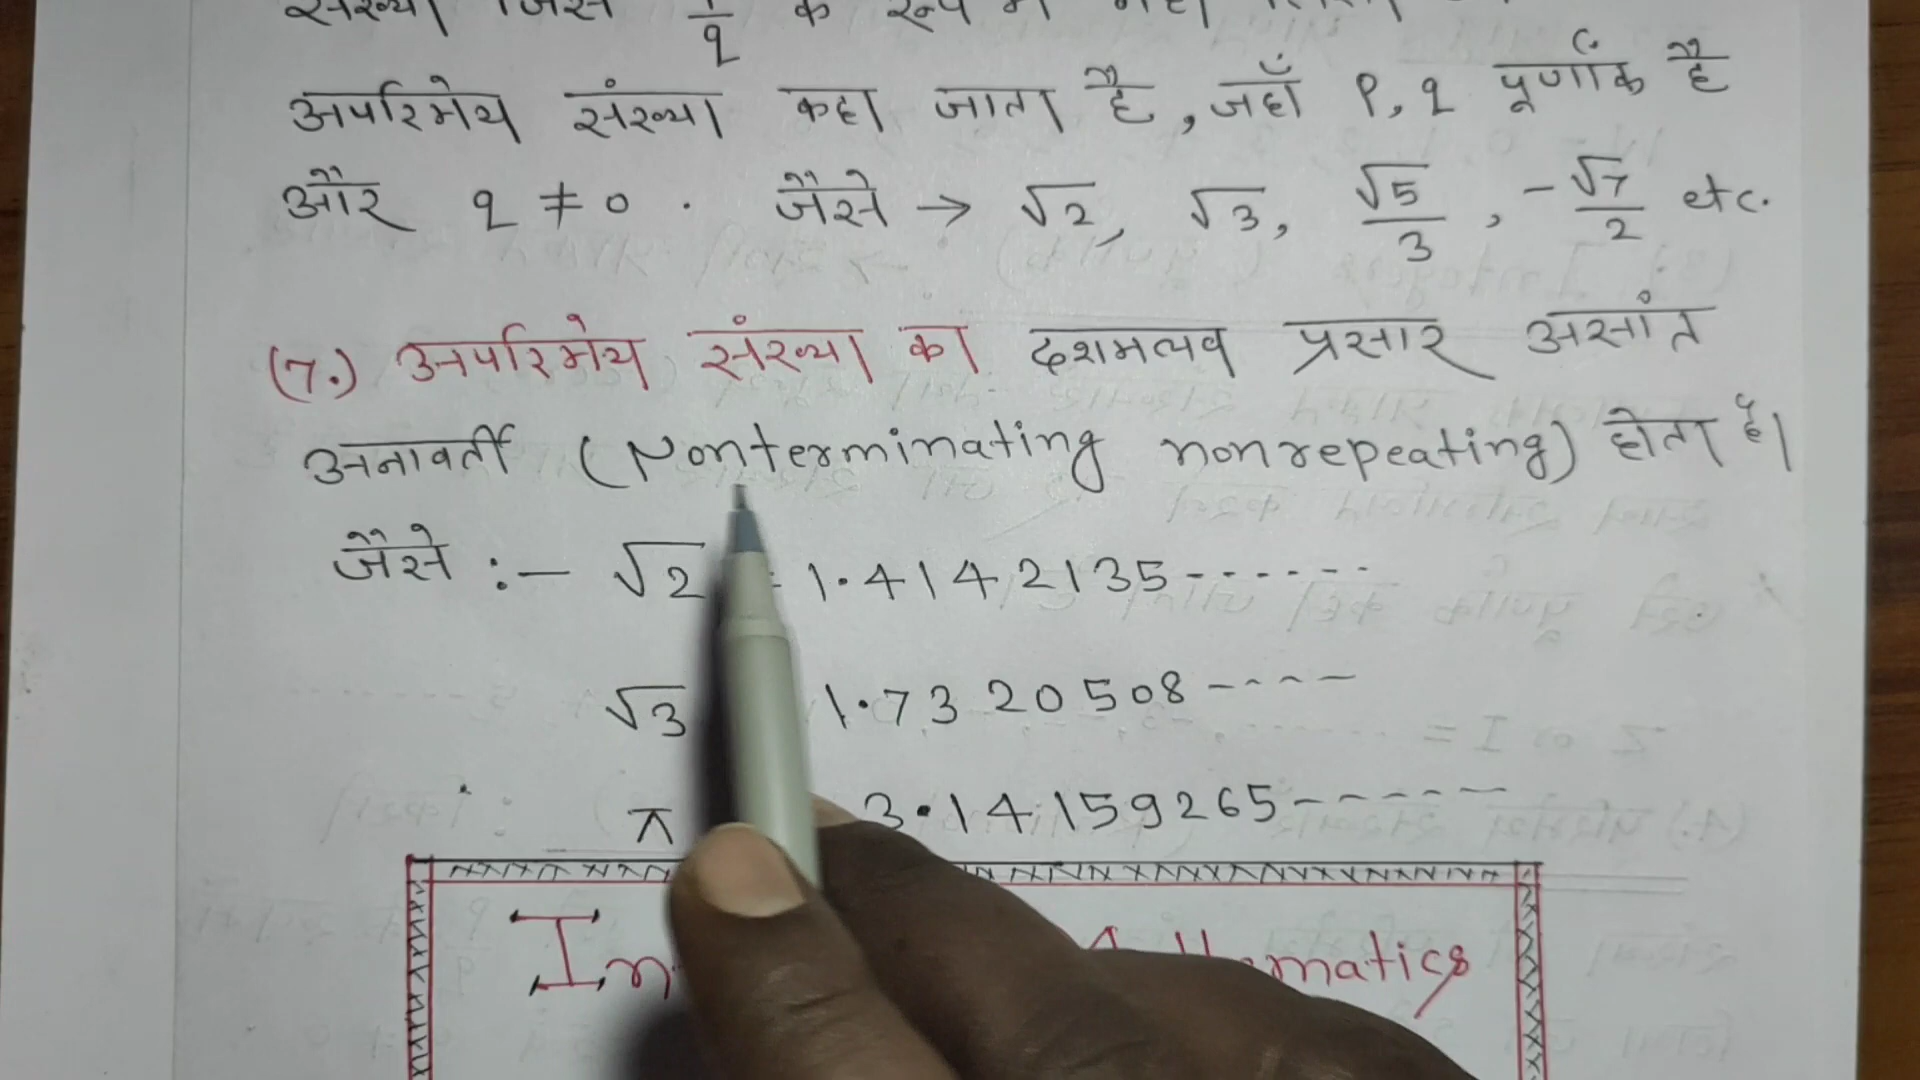 संख्या जिसे p/q के रूप में नहीं
अपरिमेय संख्या कहा जाता है, जहाँ P, q पूर्णांक है
और q ≠ 0 . जैसे → √2, √3, √5/3, -√7/2 etc.
(7.) अपरिमेय संख्या का दशमलव प्रसार असांत
अनावर्ती (Nonterminating nonrepeating) होता है।
जैसे :- √2 = 1.4142135------
√3 1.7320508----
π 3.14159265------